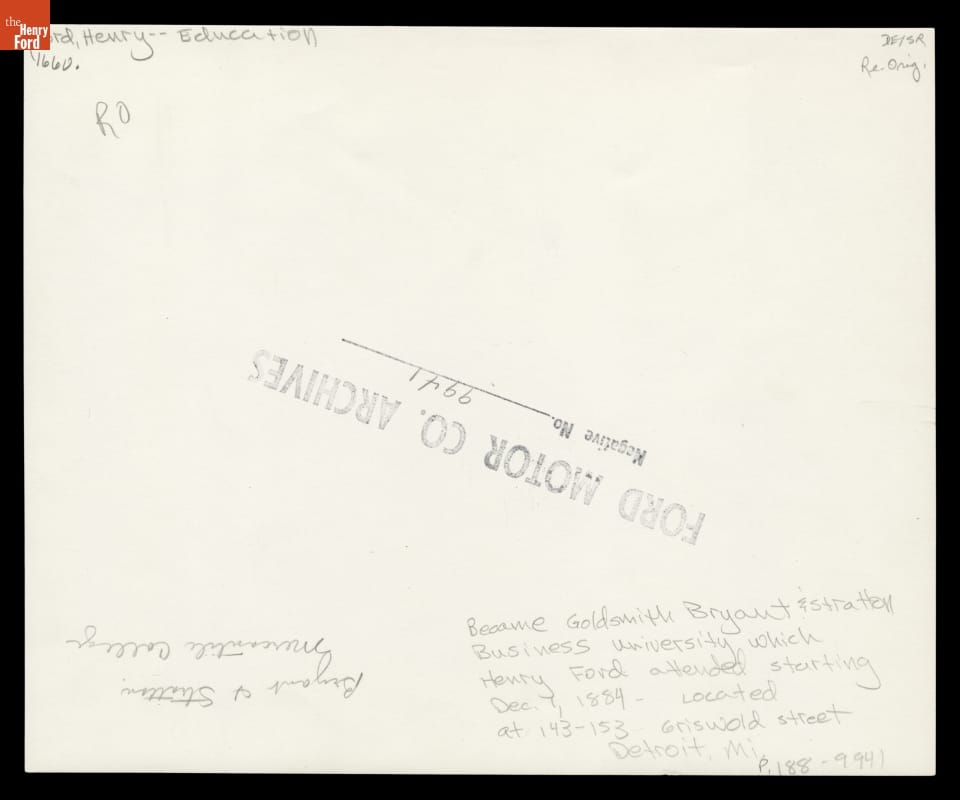 the
Henry
Ford
rd, Henry-- Education
1660.
DE/SR
Re. Orig.
RO
FORD MOTOR CO. ARCHIVES
Negative No. 9941
Bryant & Stratton
Mercantile College
Became Goldsmith Bryant & Stratton
Business University which
Henry Ford attended starting
Dec. 1, 1884 - Located
at 143-153 Griswold street
Detroit, Mi.
P.188-9941